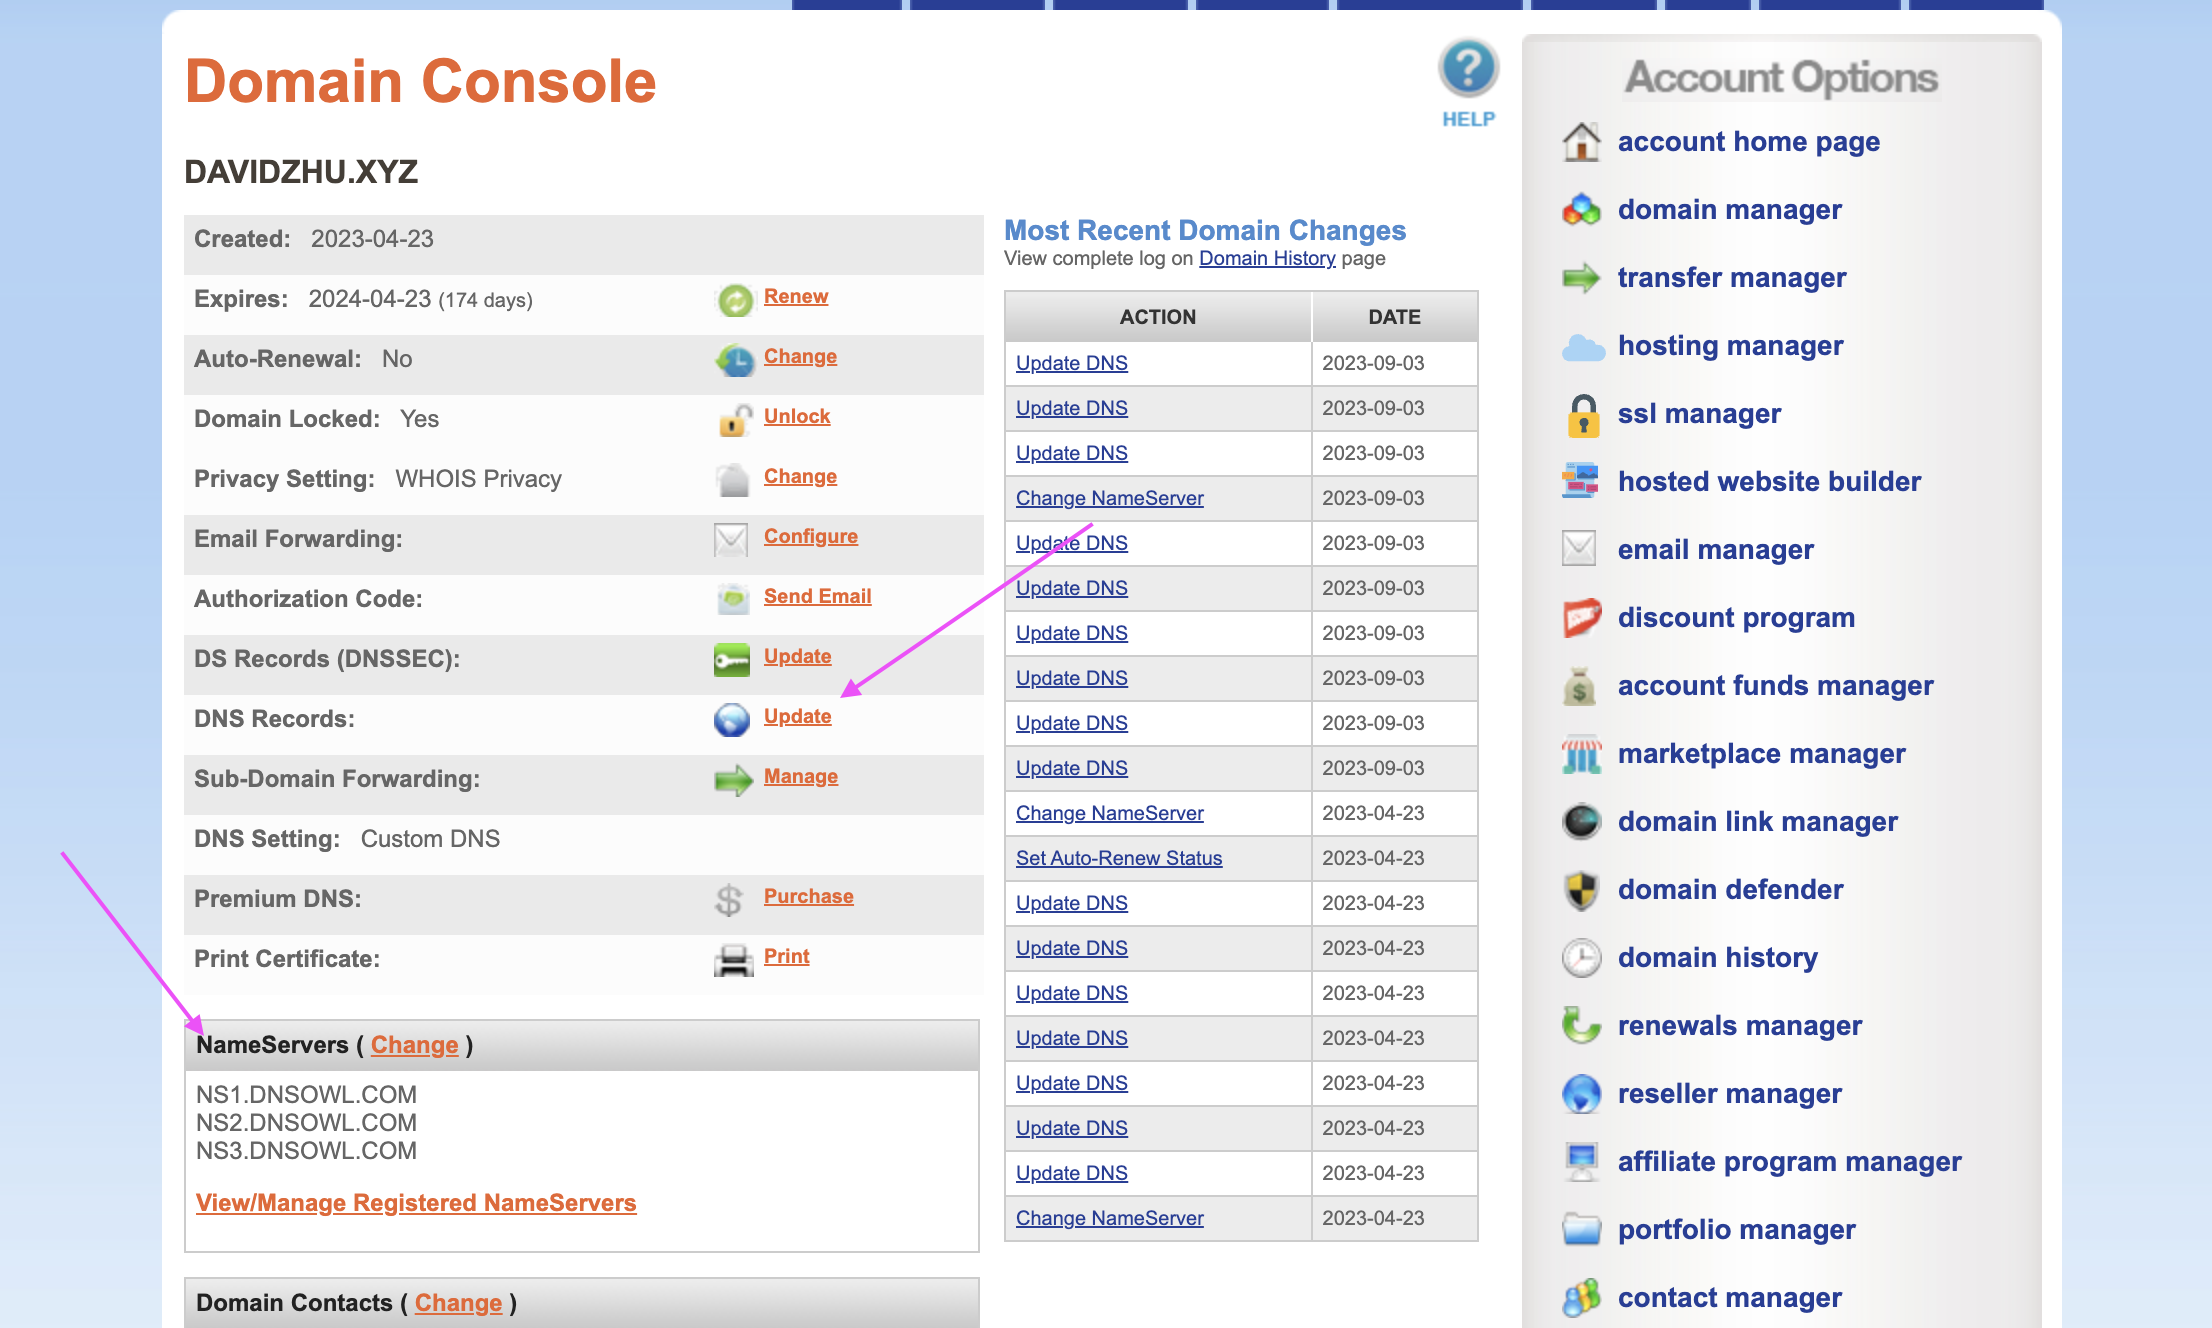 Domain Console
HELP
DAVIDZHU.XYZ
Created: 2023-04-23
Expires: 2024-04-23 (174 days) Renew
Auto-Renewal: No Change
Domain Locked: Yes Unlock
Privacy Setting: WHOIS Privacy Change
Email Forwarding: Configure
Authorization Code: Send Email
DS Records (DNSSEC): Update
DNS Records: Update
Sub-Domain Forwarding: Manage
DNS Setting: Custom DNS
Premium DNS: Purchase
Print Certificate: Print
NameServers ( Change )
NS1.DNSOWL.COM
NS2.DNSOWL.COM
NS3.DNSOWL.COM
View/Manage Registered NameServers
Domain Contacts ( Change )
Most Recent Domain Changes
View complete log on Domain History page
ACTION DATE
Update DNS 2023-09-03
Update DNS 2023-09-03
Update DNS 2023-09-03
Change NameServer 2023-09-03
Update DNS 2023-09-03
Update DNS 2023-09-03
Update DNS 2023-09-03
Update DNS 2023-09-03
Update DNS 2023-09-03
Update DNS 2023-09-03
Change NameServer 2023-04-23
Set Auto-Renew Status 2023-04-23
Update DNS 2023-04-23
Update DNS 2023-04-23
Update DNS 2023-04-23
Update DNS 2023-04-23
Update DNS 2023-04-23
Update DNS 2023-04-23
Update DNS 2023-04-23
Change NameServer 2023-04-23
Account Options
account home page
domain manager
transfer manager
hosting manager
ssl manager
hosted website builder
email manager
discount program
account funds manager
marketplace manager
domain link manager
domain defender
domain history
renewals manager
reseller manager
affiliate program manager
portfolio manager
contact manager